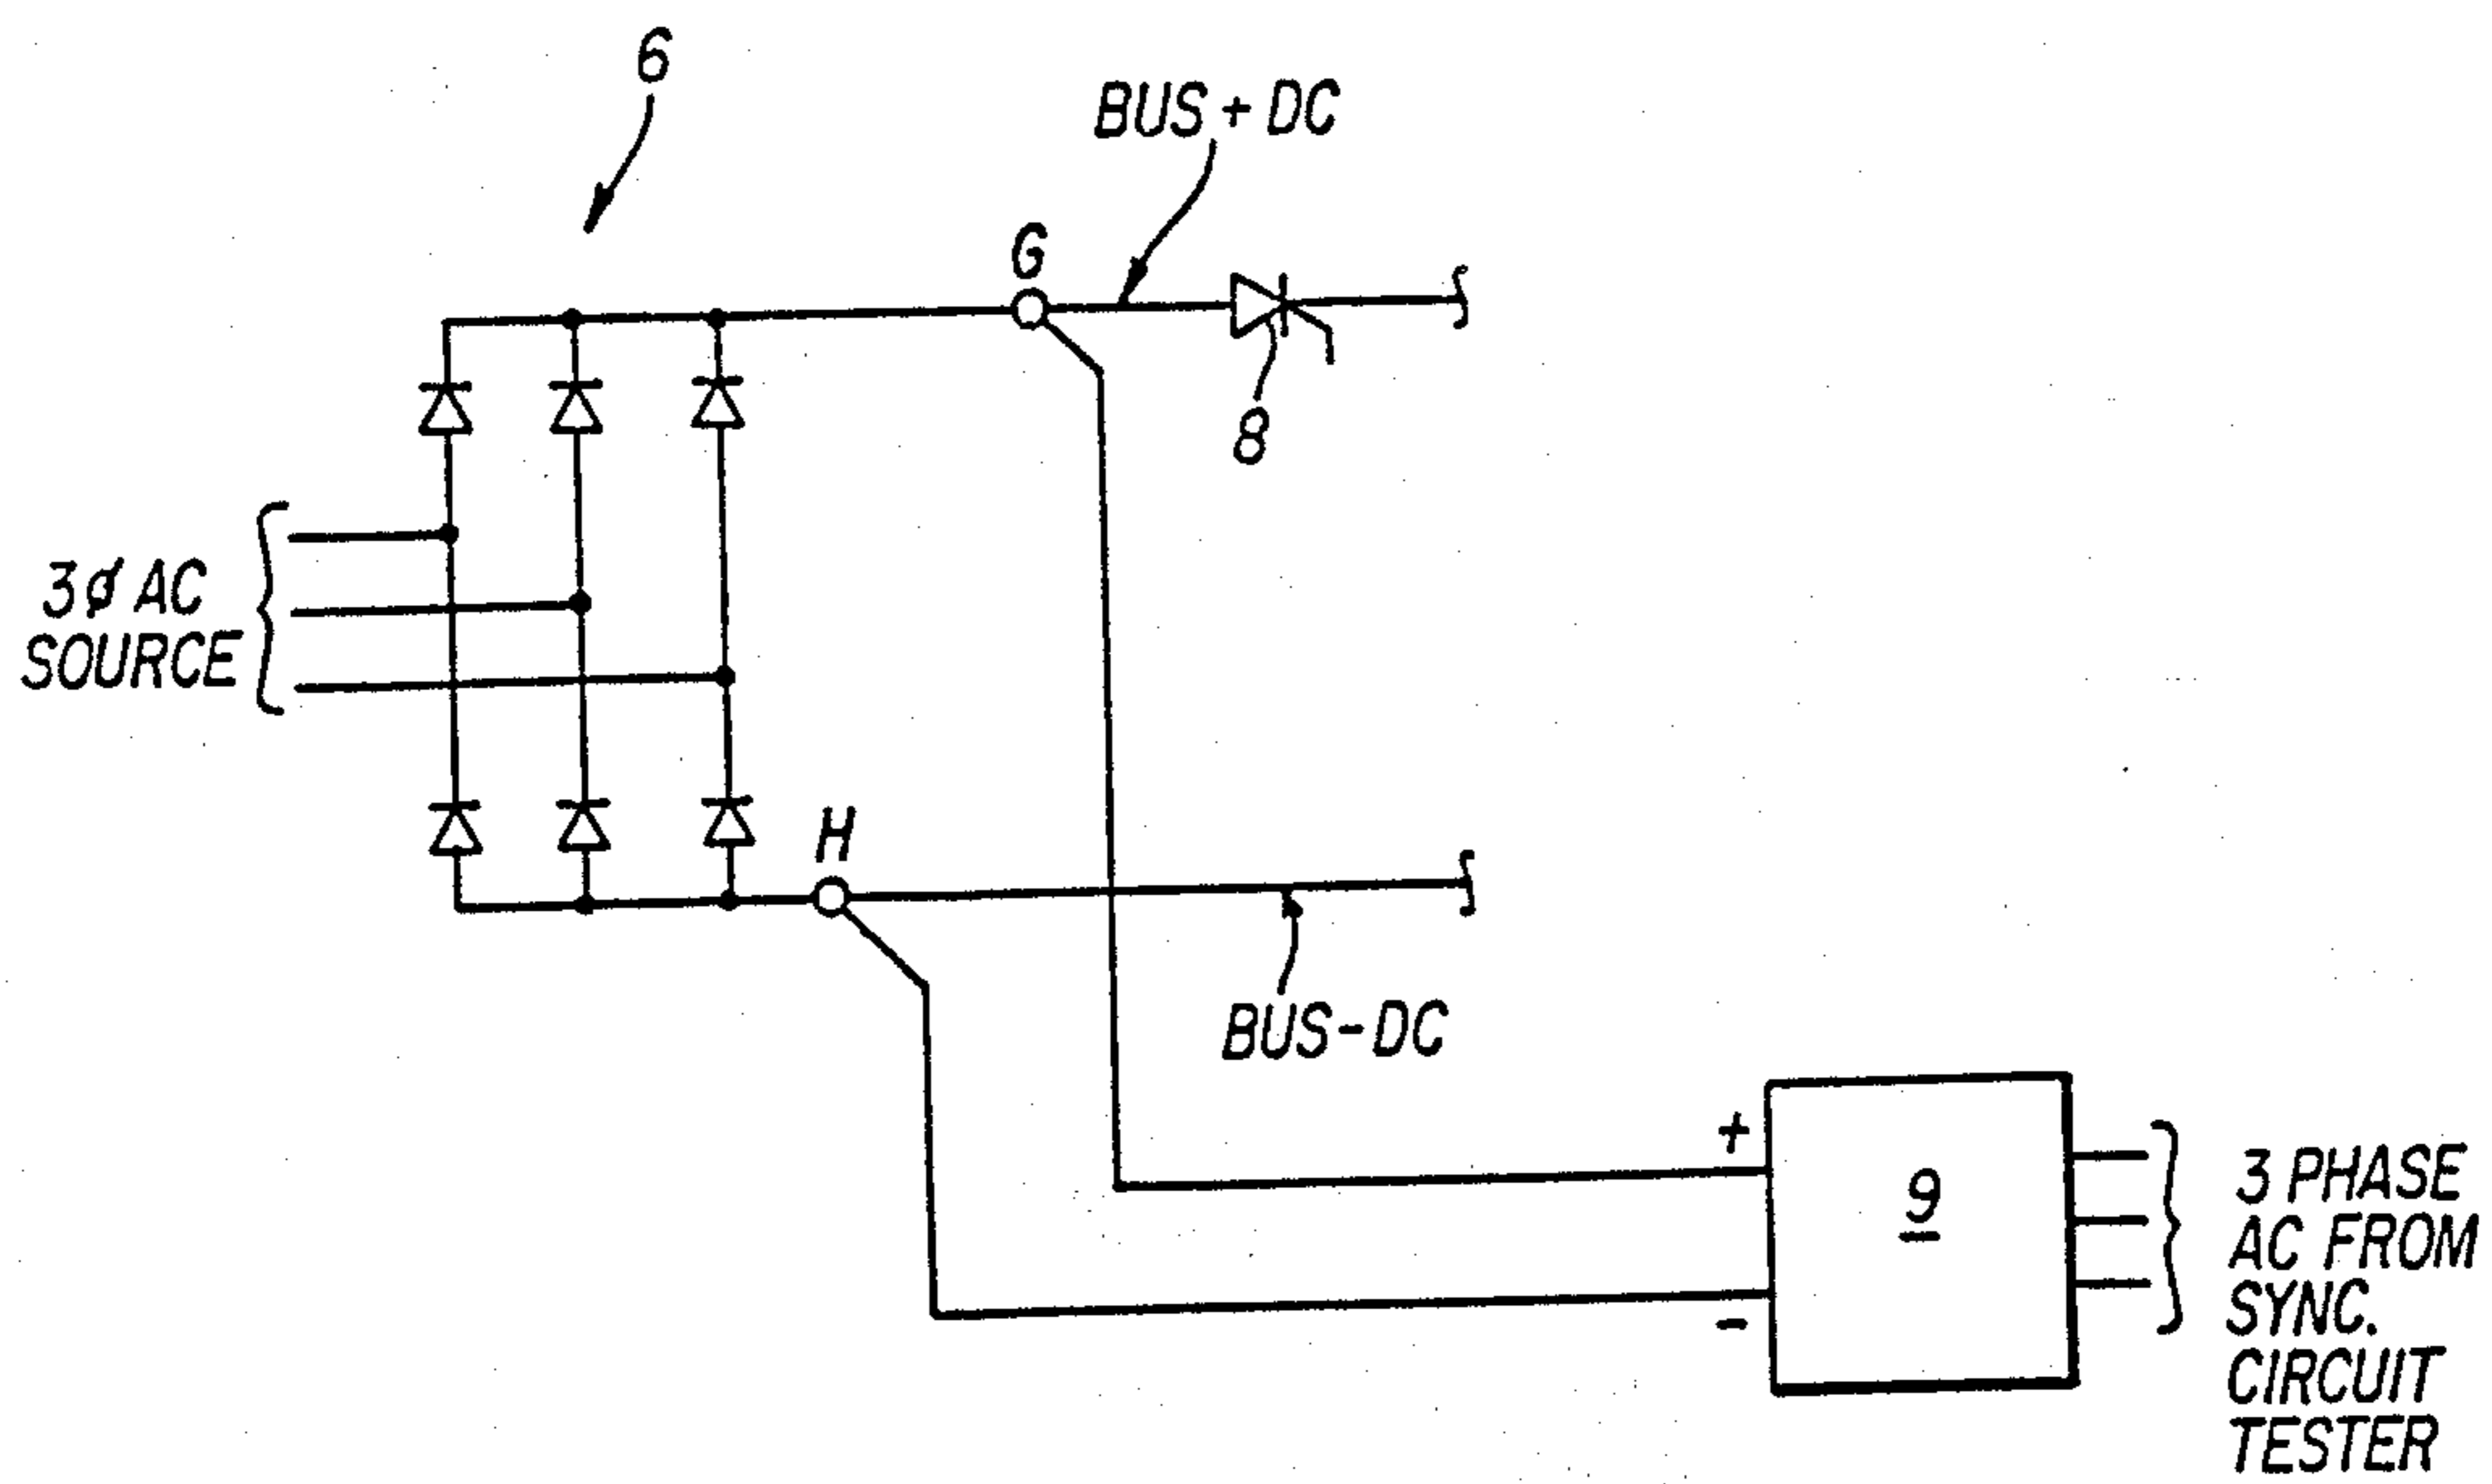 6
BUS + DC
G
8
3ø AC
SOURCE
H
BUS - DC
+
-
9
3 PHASE
AC FROM
SYNC.
CIRCUIT
TESTER